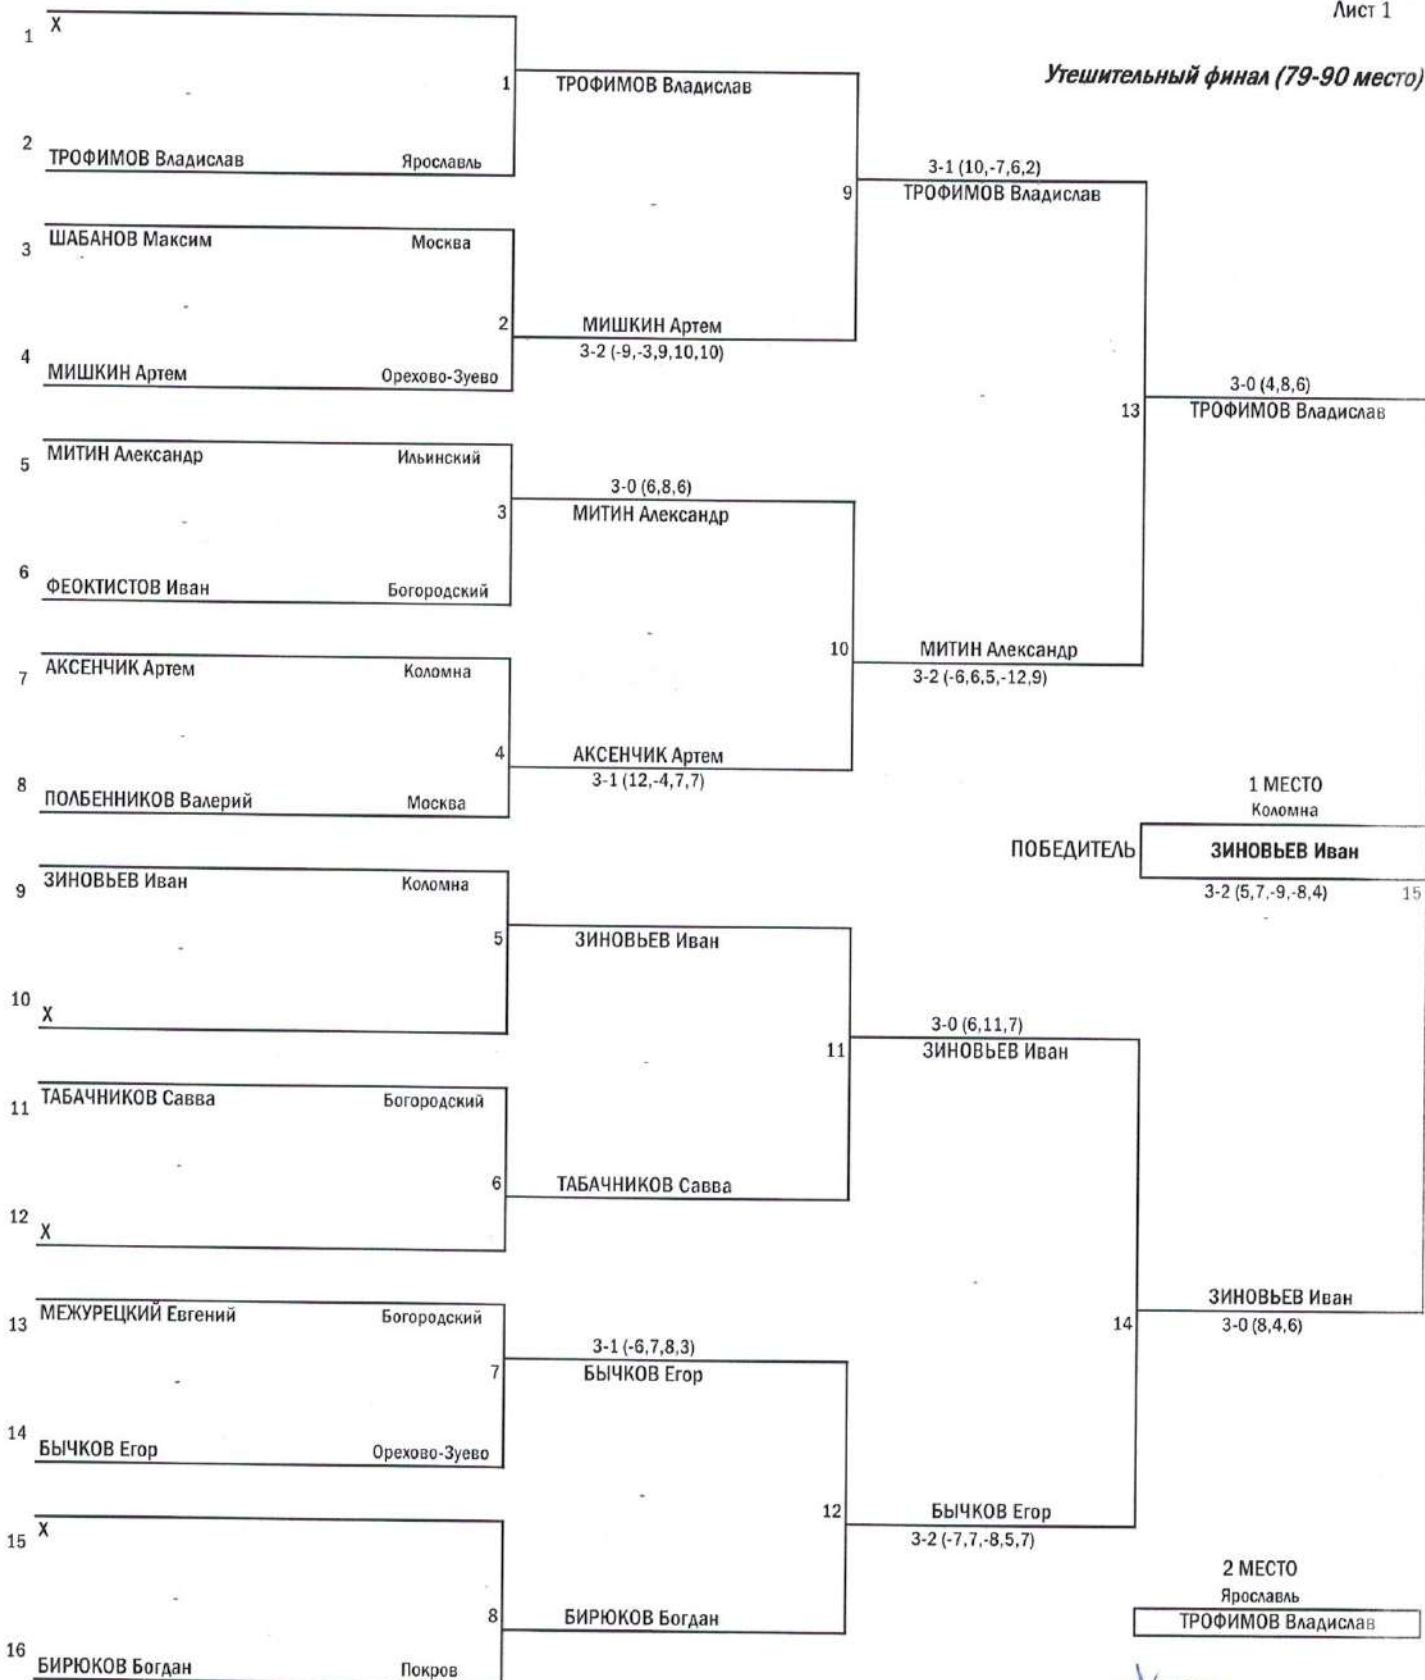 Лист 1
Утешительный финал (79-90 место)
1 X
1 ТРОФИМОВ Владислав
2 ТРОФИМОВ Владислав Ярославль
3-1 (10,-7,6,2)
9 ТРОФИМОВ Владислав
3 ШАБАНОВ Максим Москва
2 МИШКИН Артем
3-2 (-9,-3,9,10,10)
4 МИШКИН Артем Орехово-Зуево
3-0 (4,8,6)
13 ТРОФИМОВ Владислав
5 МИТИН Александр Ильинский
3-0 (6,8,6)
3 МИТИН Александр
6 ФЕОКТИСТОВ Иван Богородский
10 МИТИН Александр
3-2 (-6,6,5,-12,9)
7 АКСЕНЧИК Артем Коломна
4 АКСЕНЧИК Артем
3-1 (12,-4,7,7)
8 ПОЛБЕННИКОВ Валерий Москва
1 МЕСТО
Коломна
ПОБЕДИТЕЛЬ ЗИНОВЬЕВ Иван
3-2 (5,7,-9,-8,4) 15
9 ЗИНОВЬЕВ Иван Коломна
5 ЗИНОВЬЕВ Иван
10 X
3-0 (6,11,7)
11 ЗИНОВЬЕВ Иван
11 ТАБАЧНИКОВ Савва Богородский
6 ТАБАЧНИКОВ Савва
12 X
14 ЗИНОВЬЕВ Иван
3-0 (8,4,6)
13 МЕЖУРЕЦКИЙ Евгений Богородский
3-1 (-6,7,8,3)
7 БЫЧКОВ Егор
14 БЫЧКОВ Егор Орехово-Зуево
12 БЫЧКОВ Егор
3-2 (-7,7,-8,5,7)
15 X
8 БИРЮКОВ Богдан
16 БИРЮКОВ Богдан Покров
2 МЕСТО
Ярославль
ТРОФИМОВ Владислав